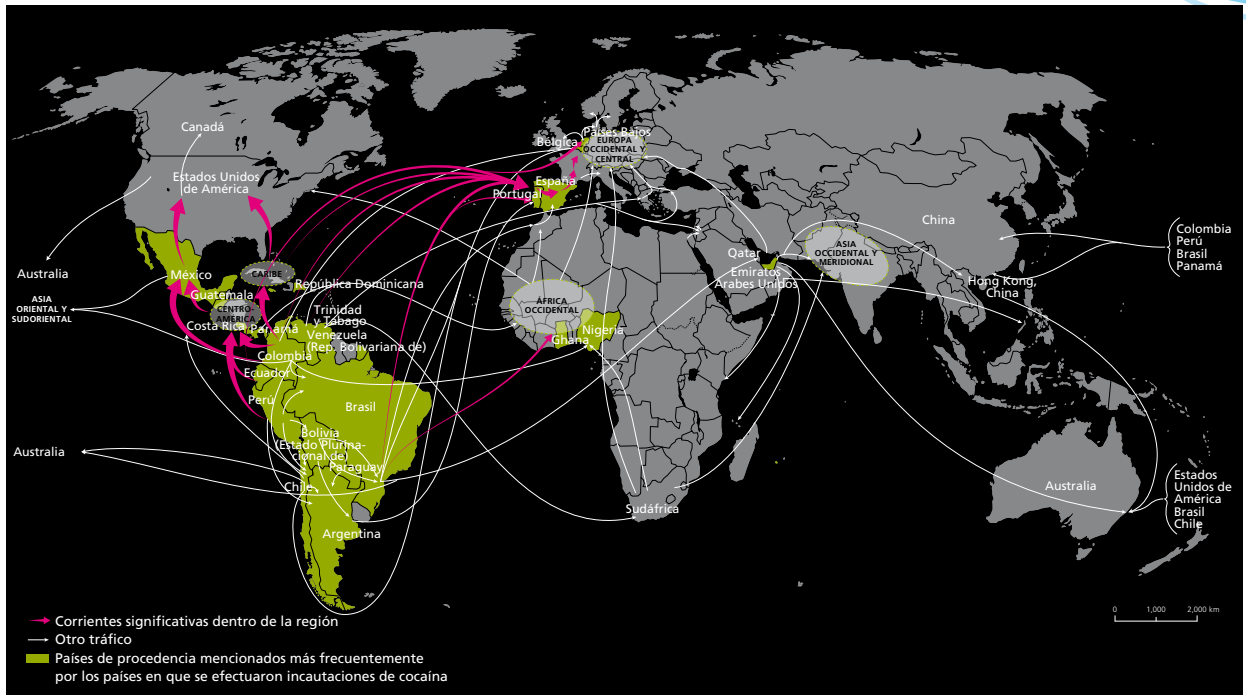 Canadá
Estados Unidos
de América
Australia
ASIA
ORIENTAL Y
SUDORIENTAL
Australia
México
Guatemala
CENTRO-
AMÉRICA
Costa Rica
Panamá
CARIBE
República Dominicana
Trinidad
y Tabago
Venezuela
(Rep. Bolivariana de)
Colombia
Ecuador
Perú
Brasil
Bolivia
(Estado Plurina-
cional de)
Paraguay
Chile
Argentina
Países Bajos
Bélgica
EUROPA
OCCIDENTAL Y
CENTRAL
España
Portugal
ÁFRICA
OCCIDENTAL
Nigeria
Ghana
Sudáfrica
Qatar
Emiratos
Arabes Unidos
ASIA
OCCIDENTAL Y
MERIDIONAL
China
Hong Kong,
China
Colombia
Perú
Brasil
Panamá
Australia
Estados
Unidos de
América
Brasil
Chile
0 1,000 2,000 km
Corrientes significativas dentro de la región
Otro tráfico
Países de procedencia mencionados más frecuentemente
por los países en que se efectuaron incautaciones de cocaína